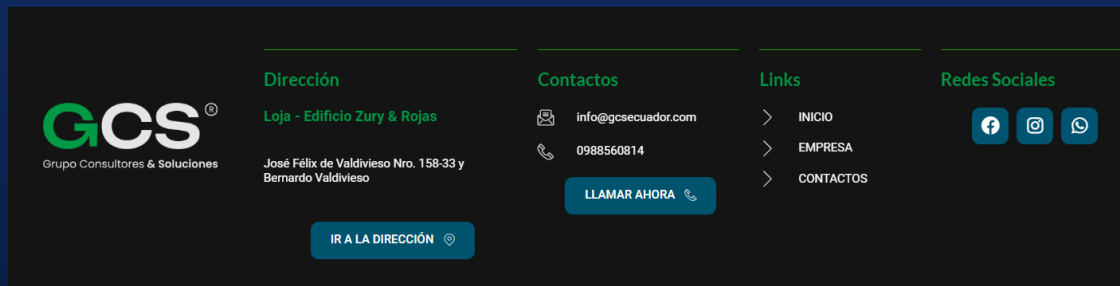 GCS®
Grupo Consultores & Soluciones
Dirección
Loja - Edificio Zury & Rojas
José Félix de Valdivieso Nro. 158-33 y
Bernardo Valdivieso
IR A LA DIRECCIÓN
Contactos
info@gcsecuador.com
0988560814
LLAMAR AHORA
Links
INICIO
EMPRESA
CONTACTOS
Redes Sociales